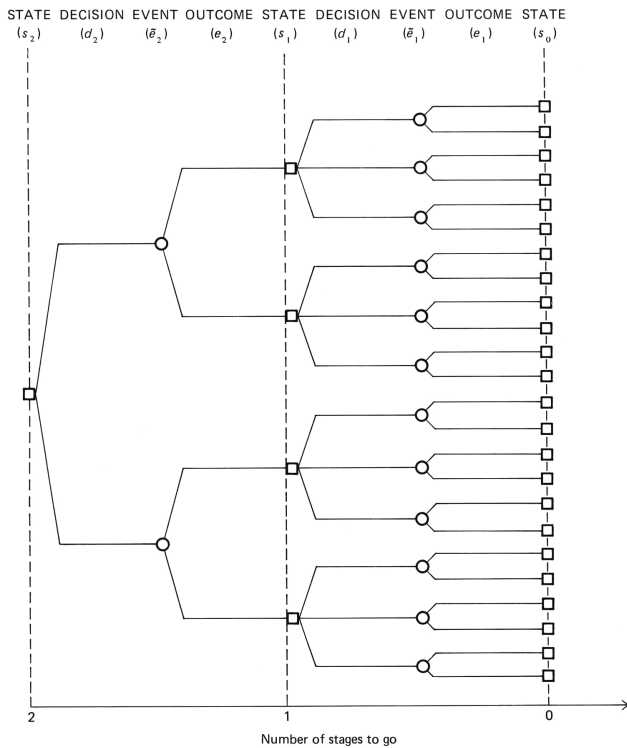 STATE DECISION EVENT OUTCOME STATE DECISION EVENT OUTCOME STATE
(s₂) (d₂) (ẽ₂) (e₂) (s₁) (d₁) (ẽ₁) (e₁) (s₀)
2 1 0
Number of stages to go